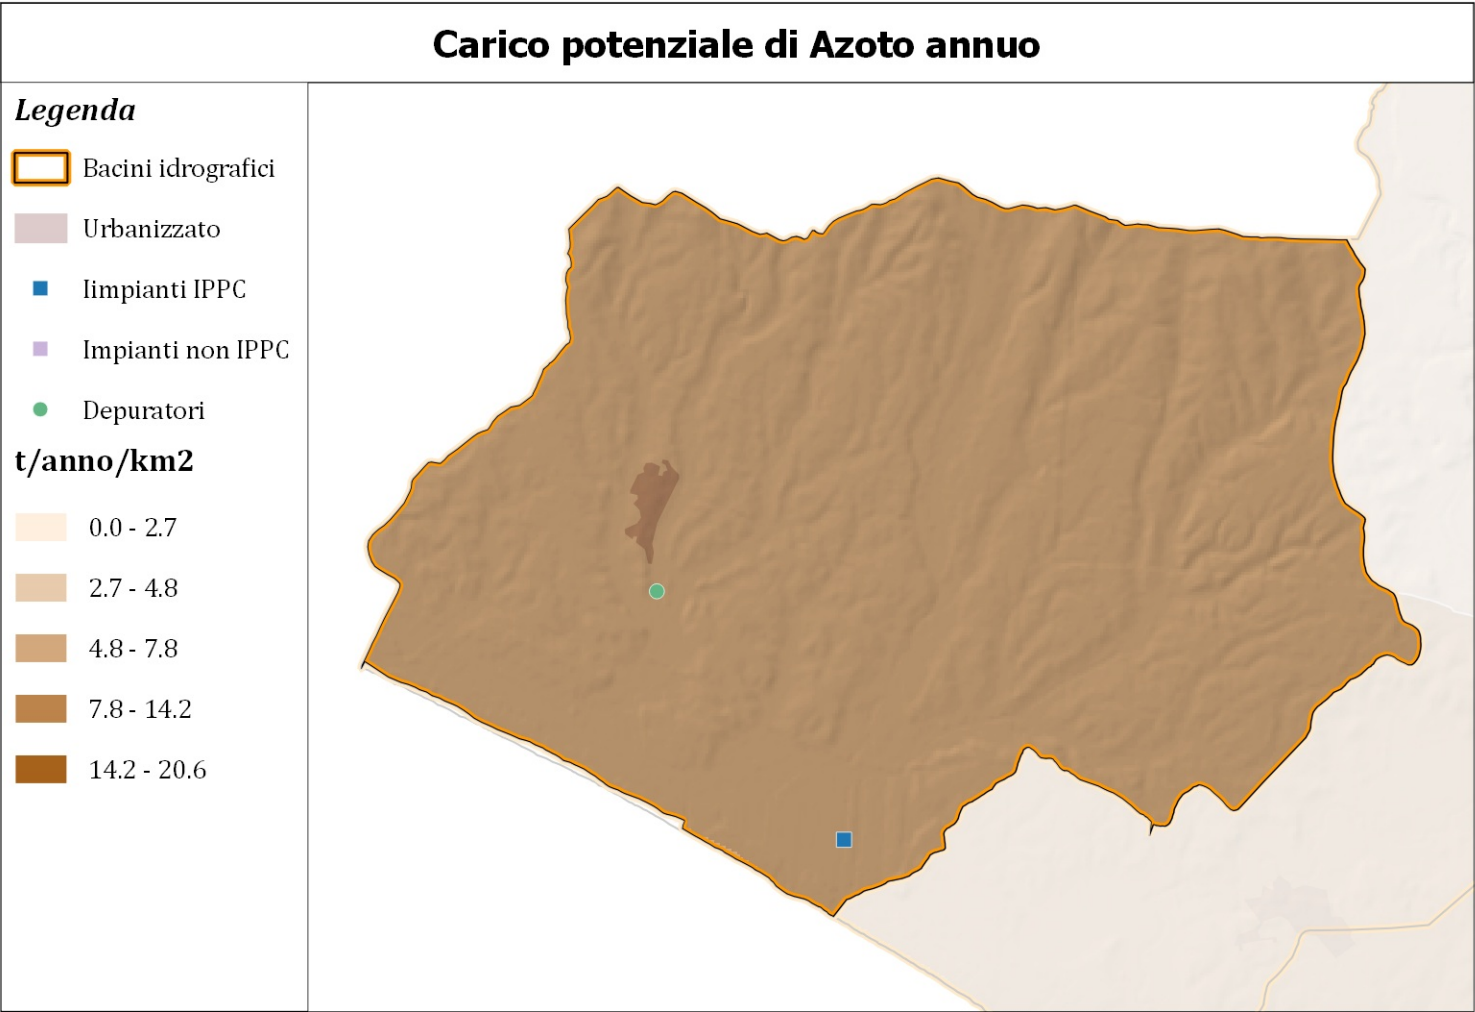 Carico potenziale di Azoto annuo
Legenda
Bacini idrografici
Urbanizzato
Iimpianti IPPC
Impianti non IPPC
Depuratori
t/anno/km2
0.0 - 2.7
2.7 - 4.8
4.8 - 7.8
7.8 - 14.2
14.2 - 20.6